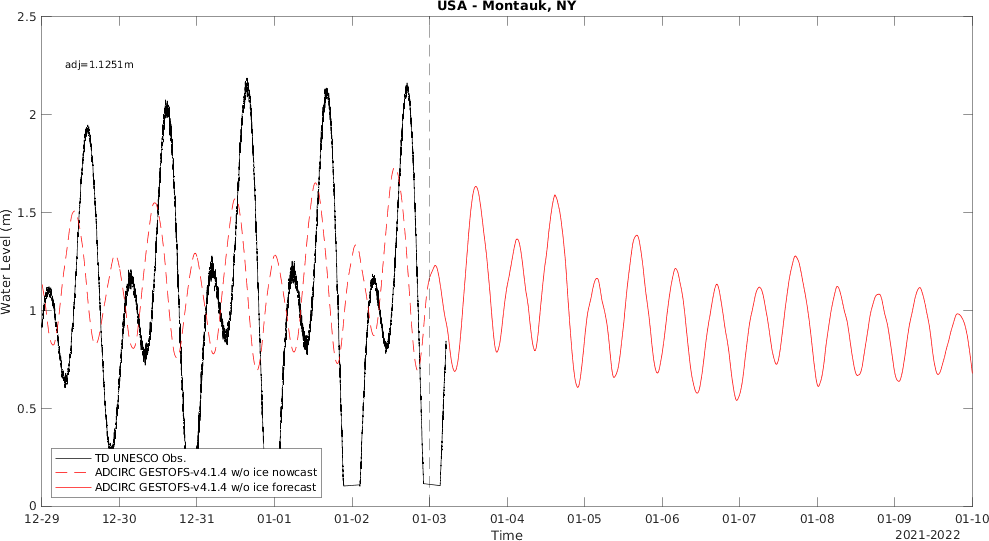 USA - Montauk, NY
2.5
adj=1.1251m
2
1.5
Water Level (m)
1
0.5
TD UNESCO Obs.
ADCIRC GESTOFS-v4.1.4 w/o ice nowcast
ADCIRC GESTOFS-v4.1.4 w/o ice forecast
0
12-29 12-30 12-31 01-01 01-02 01-03 01-04 01-05 01-06 01-07 01-08 01-09 01-10
Time
2021-2022